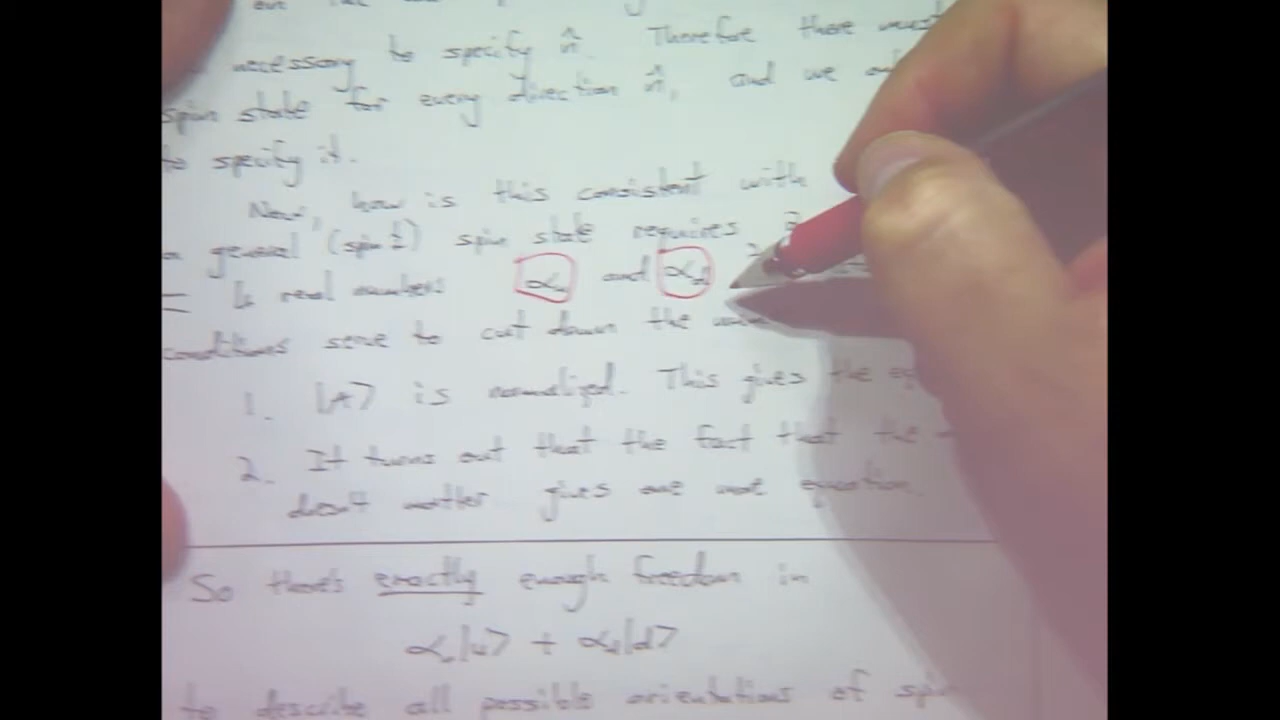 necessary to specify n̂. Therefore there must
spin state for every direction n̂, and we
to specify it.
Now, how is this consistent with
a general (spin ½) spin state requires 2
= 4 real numbers αᵤ and α_d
conditions serve to cut down the
1. |A⟩ is normalized. This gives the
2. It turns out that the fact that the
doesn't matter gives one more equation.
So there's exactly enough freedom in
αᵤ|u⟩ + α_d|d⟩
to describe all possible orientations of spin